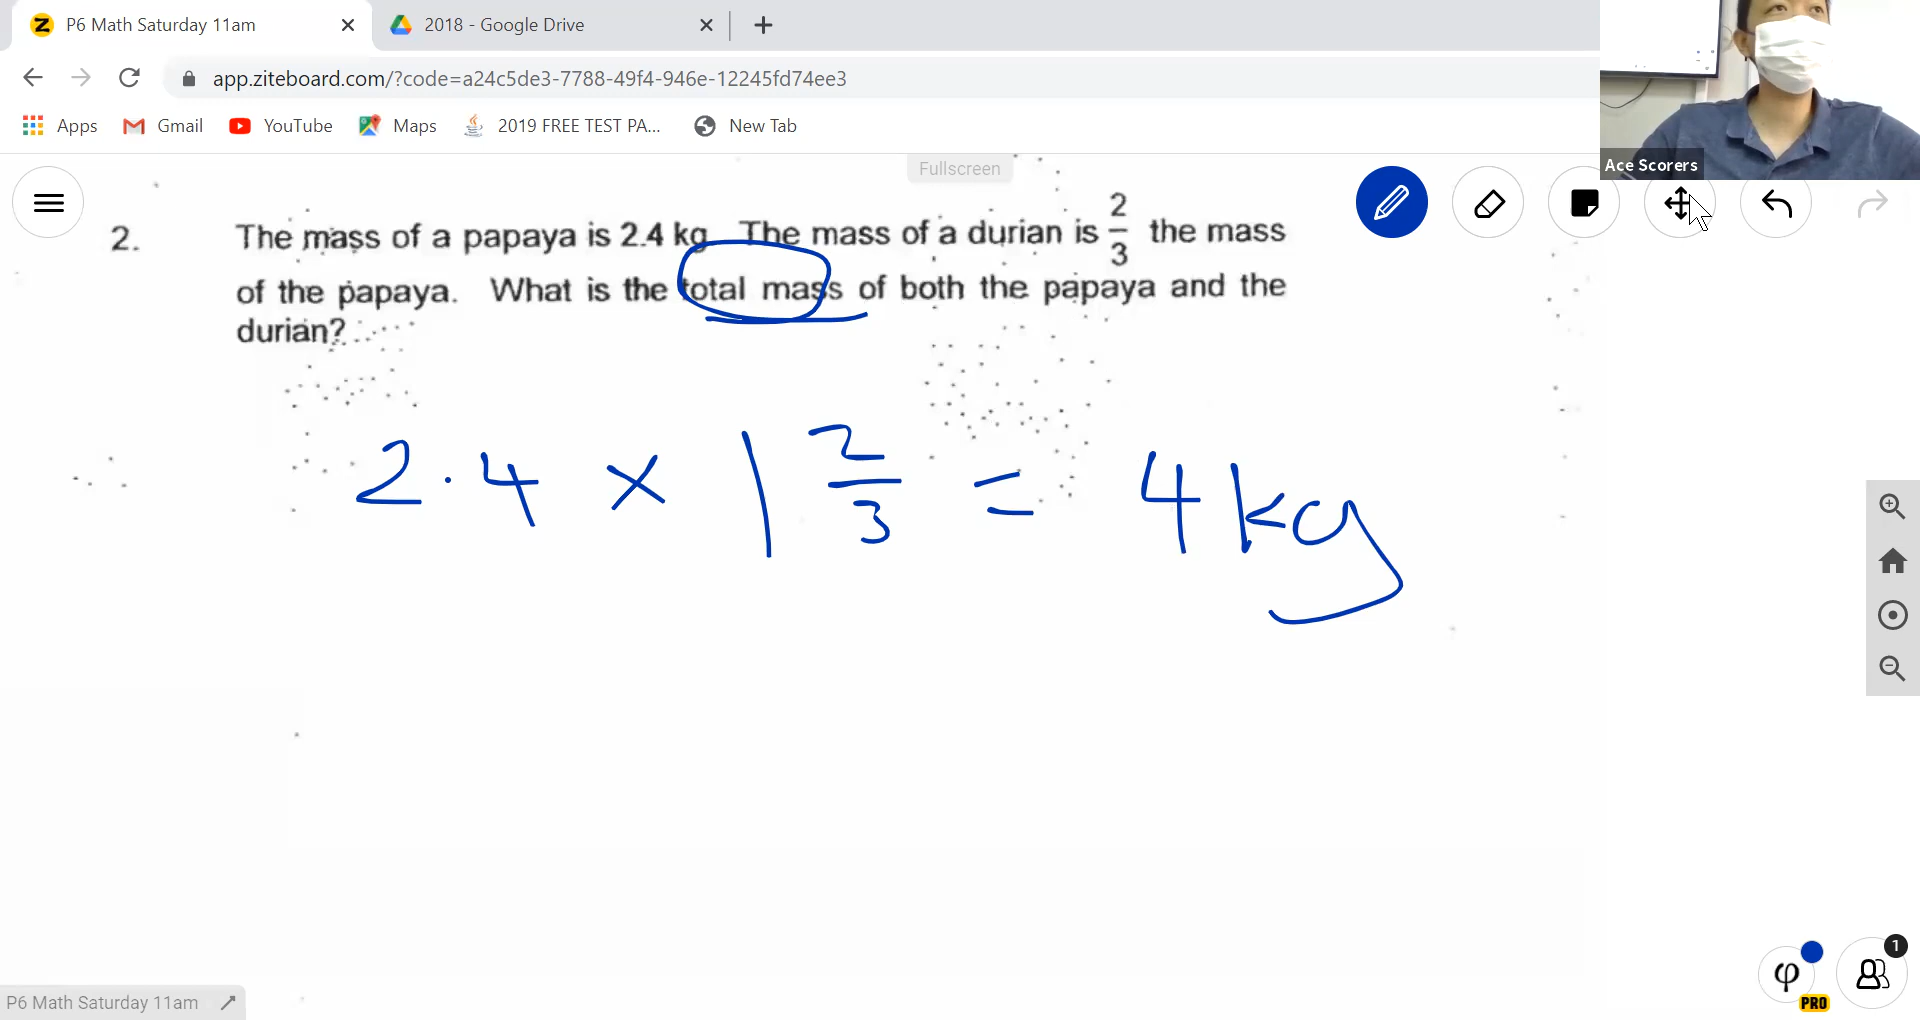 P6 Math Saturday 11am
2018 - Google Drive
app.ziteboard.com/?code=a24c5de3-7788-49f4-946e-12245fd74ee3
Apps Gmail YouTube Maps 2019 FREE TEST PA... New Tab
Ace Scorers
Fullscreen
2. The mass of a papaya is 2.4 kg. The mass of a durian is 2/3 the mass
of the papaya. What is the total mass of both the papaya and the
durian?
2.4 × 1 2/3 = 4 kg
1
φ
PRO
P6 Math Saturday 11am